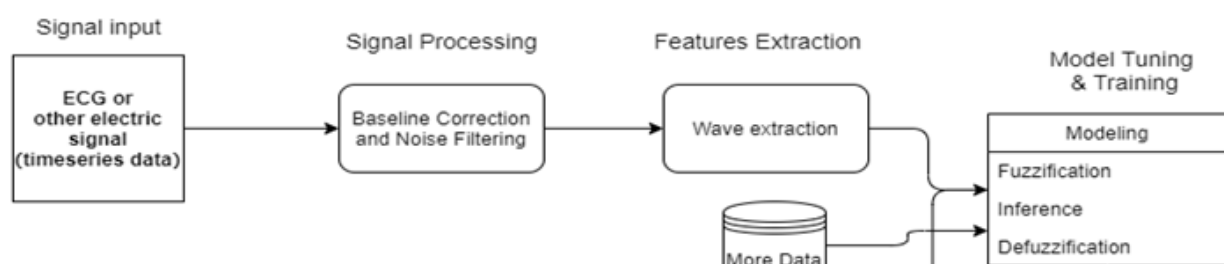 Signal input
ECG or
other electric
signal
(timeseries data)
Signal Processing
Baseline Correction
and Noise Filtering
Features Extraction
Wave extraction
More Data
Model Tuning
& Training
Modeling
Fuzzification
Inference
Defuzzification